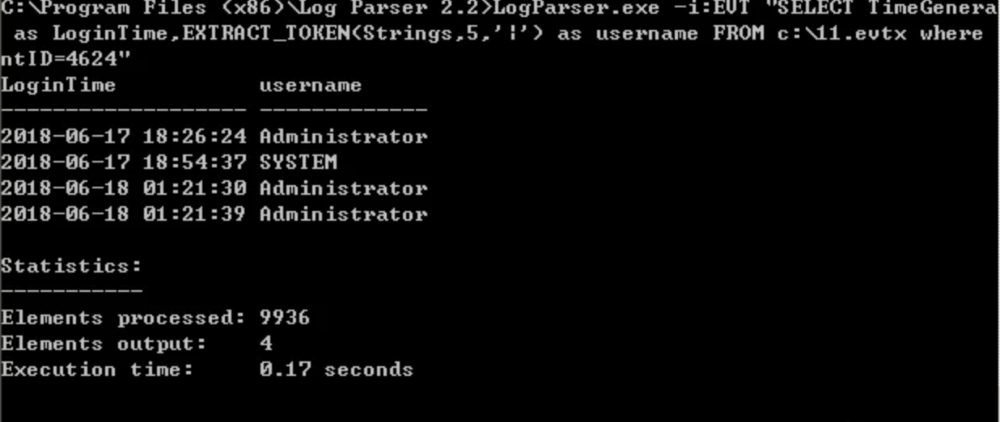 C:\Program Files (x86)\Log Parser 2.2>LogParser.exe -i:EVT "SELECT TimeGenera
as LoginTime,EXTRACT_TOKEN(Strings,5,'|') as username FROM c:\11.evtx where
ntID=4624"
LoginTime username
------------------- -------------
2018-06-17 18:26:24 Administrator
2018-06-17 18:54:37 SYSTEM
2018-06-18 01:21:30 Administrator
2018-06-18 01:21:39 Administrator
Statistics:
-----------
Elements processed: 9936
Elements output: 4
Execution time: 0.17 seconds